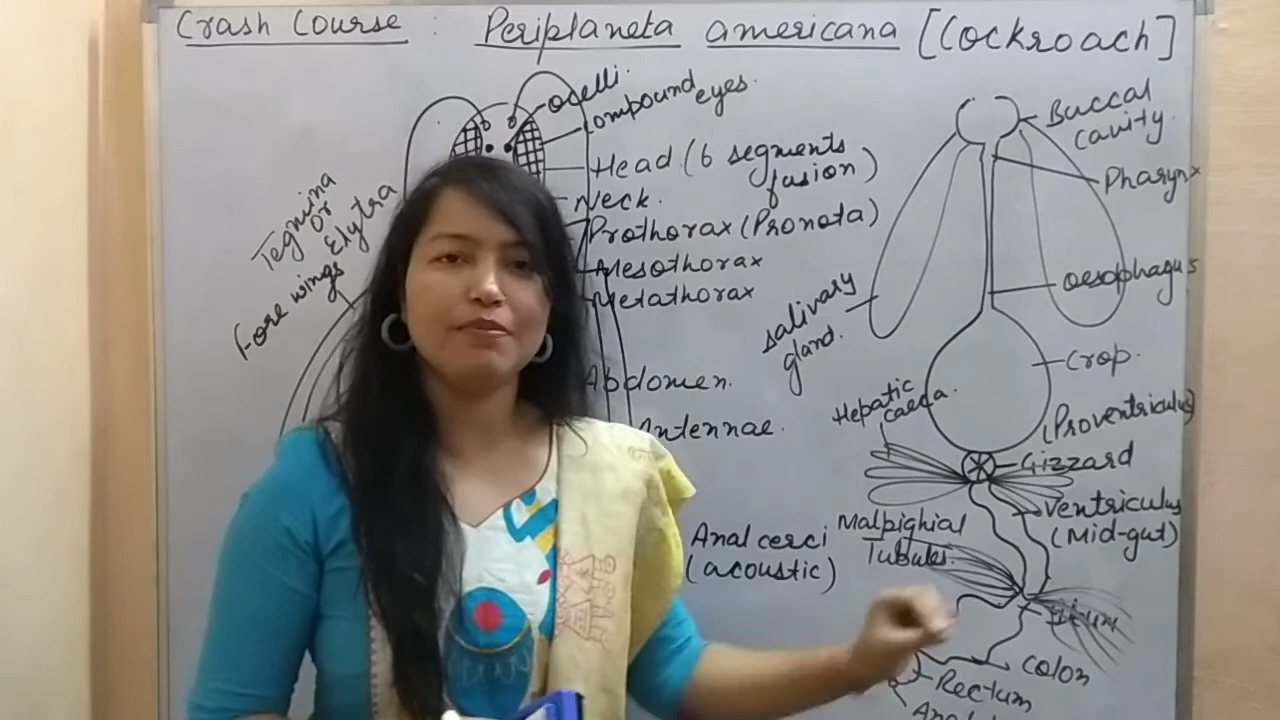 Crash Course : Periplaneta americana [Cockroach]
Ocelli.
Compound eyes.
Head (6 segments
fusion)
Neck.
Prothorax (Pronota)
Mesothorax
Metathorax
Abdomen.
Antennae.
Tegmina
or
Elytra
Fore wings
Anal cerci
(acoustic)
Buccal
cavity.
Pharynx
Oesophagus
salivary
gland.
Crop.
Hepatic
caeca.
(Proventriculus)
Gizzard
Ventriculus
(Mid-gut)
Malpighial
Tubules.
Ileum
Colon
Rectum